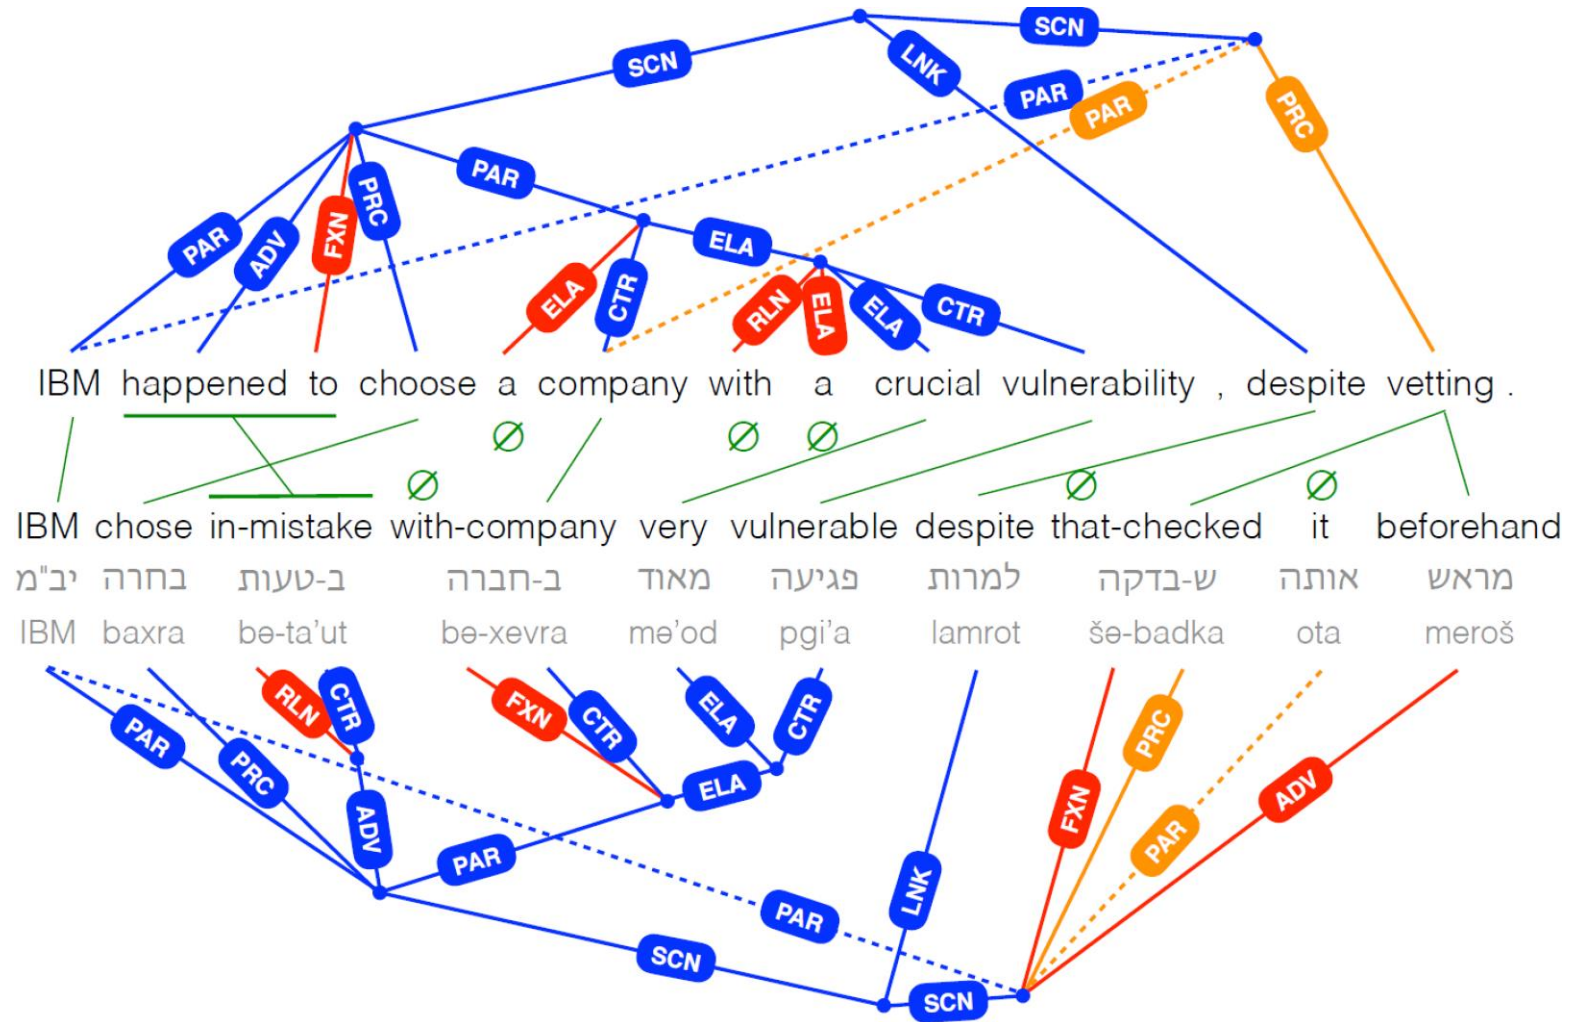 SCN
SCN
LNK
PAR
PAR
PRC
PAR
PRC
PAR
ADV
FXN
ELA
ELA
CTR
RLN
ELA
ELA
CTR
IBM happened to choose a company with a crucial vulnerability , despite vetting .
∅ ∅ ∅
∅ ∅ ∅
IBM chose in-mistake with-company very vulnerable despite that-checked it beforehand
יב"מ בחרה ב-טעות ב-חברה מאוד פגיעה למרות ש-בדקה אותה מראש
IBM baxra bə-ta'ut bə-xevra mə'od pgi'a lamrot šə-badka ota meroš
RLN
CTR
FXN
CTR
ELA
CTR
PAR
PRC
PRC
ELA
ADV
FXN
PAR
ADV
PAR
LNK
PAR
SCN
SCN